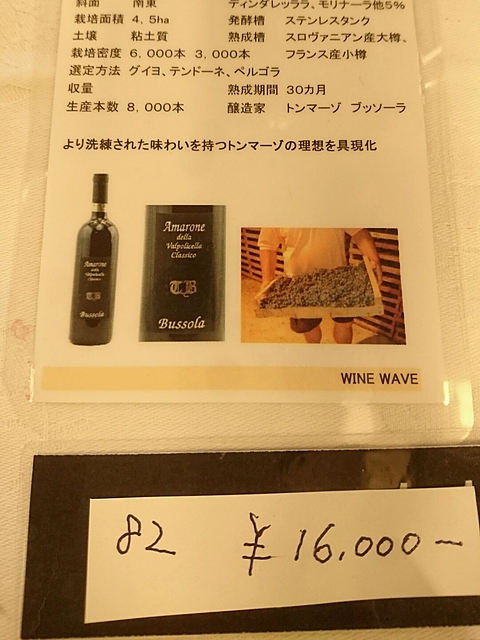 斜面 南東 ティンダレッララ、モリナーラ他5%
栽培面積 4, 5ha 発酵槽 ステンレスタンク
土壌 粘土質 熟成槽 スロヴァニアン産大樽、
栽培密度 6, 000本 3, 000本 フランス産小樽
選定方法 グイヨ、テンドーネ、ペルゴラ
収量 熟成期間 30カ月
生産本数 8, 000本 醸造家 トンマーゾ ブッソーラ
より洗練された味わいを持つトンマーゾの理想を具現化
Amarone
della
Valpolicella
Classico
TB
Bussola
Amarone
della
Valpolicella
Classico
TB
Bussola
WINE WAVE
82 ¥16,000-